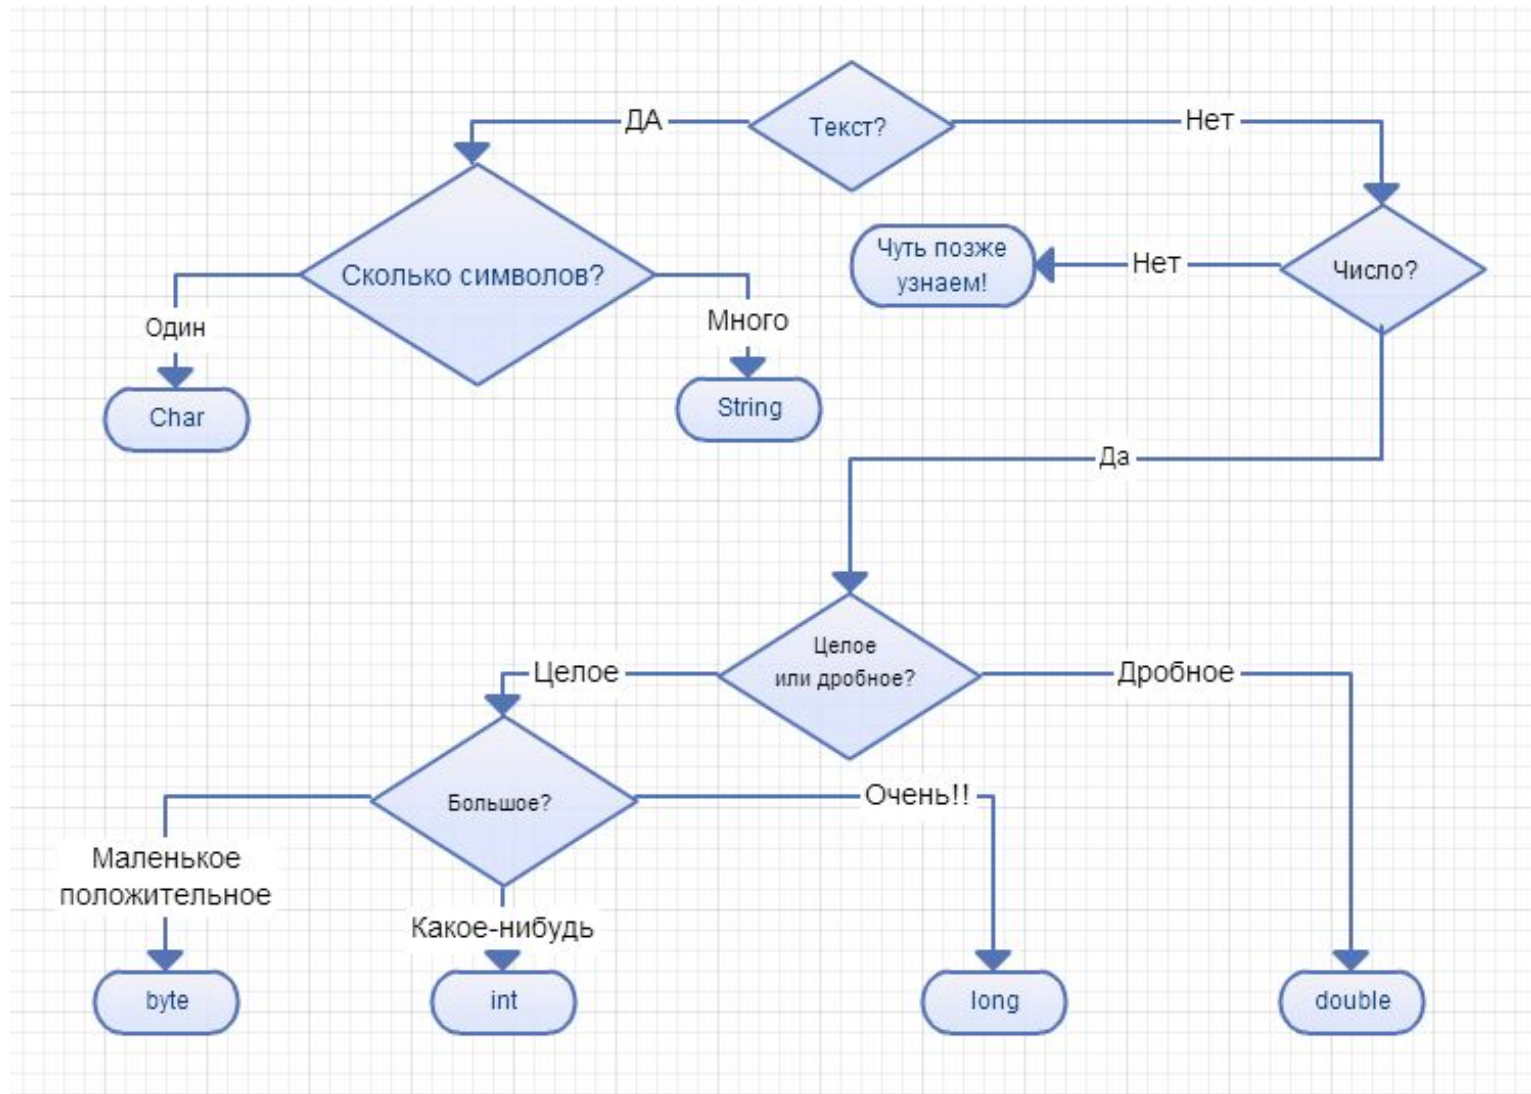 Текст?
ДА
Нет
Сколько символов?
Чуть позже
узнаем!
Нет
Число?
Один
Много
Char
String
Да
Целое
или дробное?
Целое
Дробное
Большое?
Очень!!
Маленькое
положительное
Какое-нибудь
byte
int
long
double